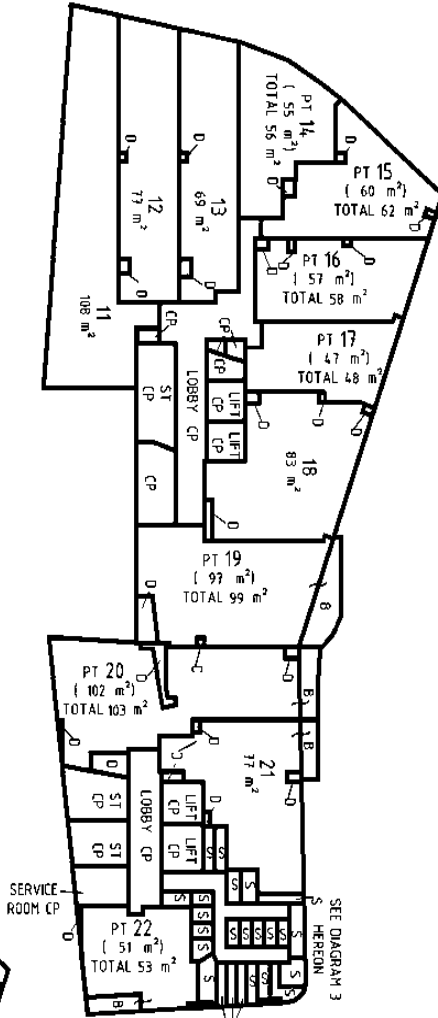 PT 14
( 55 m²)
TOTAL 56 m²
D
D
PT 15
( 60 m²)
TOTAL 62 m²
D
13
69 m²
D
D
12
77 m²
D
D
11
108 m²
PT 16
( 57 m²)
TOTAL 58 m²
D
D
D
PT 17
( 47 m²)
TOTAL 48 m²
D
CP
CP
CP
LIFT
CP
LIFT
CP
LOBBY CP
ST
CP
CP
18
83 m²
D
D
D
PT 19
( 97 m²)
TOTAL 99 m²
B
D
D
D
PT 20
( 102 m²)
TOTAL 103 m²
D
D
B
B
21
77 m²
D
D
D
D
LIFT
CP
LIFT
CP
LOBBY CP
ST
CP
ST
CP
S
S
S
S
S
S
S
SERVICE
ROOM CP
SEE DIAGRAM 3
HEREON
S
S
S
S
S
S
S
S
S
S
S
S
PT 22
( 51 m²)
TOTAL 53 m²
D
B
S
S
S
S